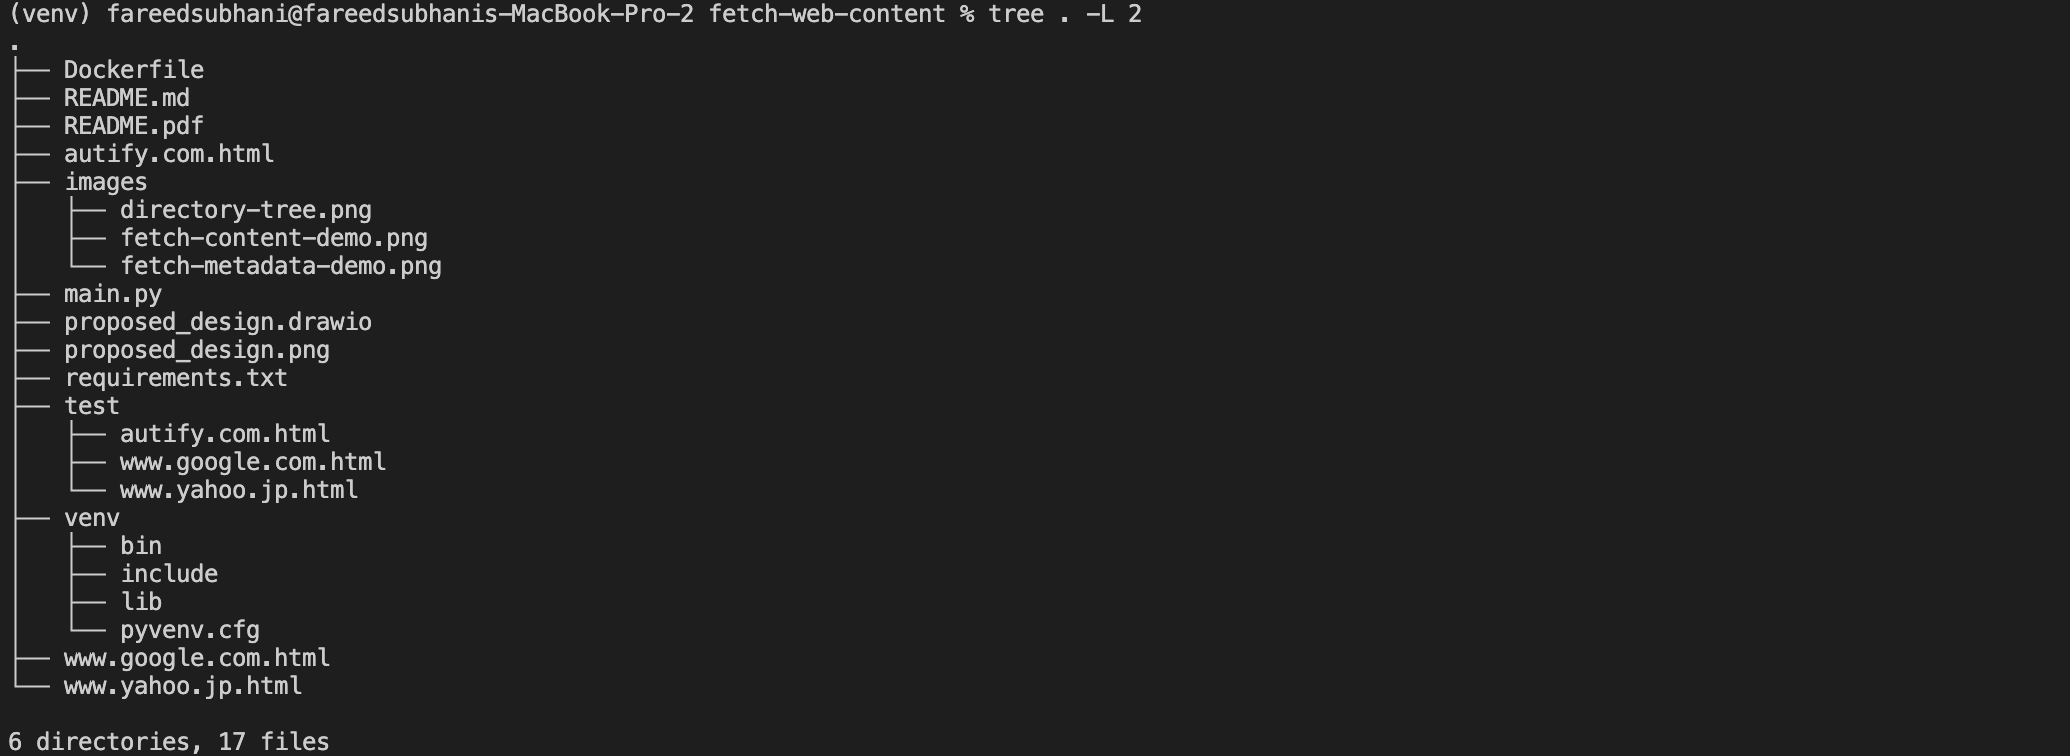 (venv) fareedsubhani@fareedsubhanis-MacBook-Pro-2 fetch-web-content % tree . -L 2
.
├── Dockerfile
├── README.md
├── README.pdf
├── autify.com.html
├── images
│   ├── directory-tree.png
│   ├── fetch-content-demo.png
│   └── fetch-metadata-demo.png
├── main.py
├── proposed_design.drawio
├── proposed_design.png
├── requirements.txt
├── test
│   ├── autify.com.html
│   ├── www.google.com.html
│   └── www.yahoo.jp.html
├── venv
│   ├── bin
│   ├── include
│   ├── lib
│   └── pyvenv.cfg
├── www.google.com.html
└── www.yahoo.jp.html

6 directories, 17 files